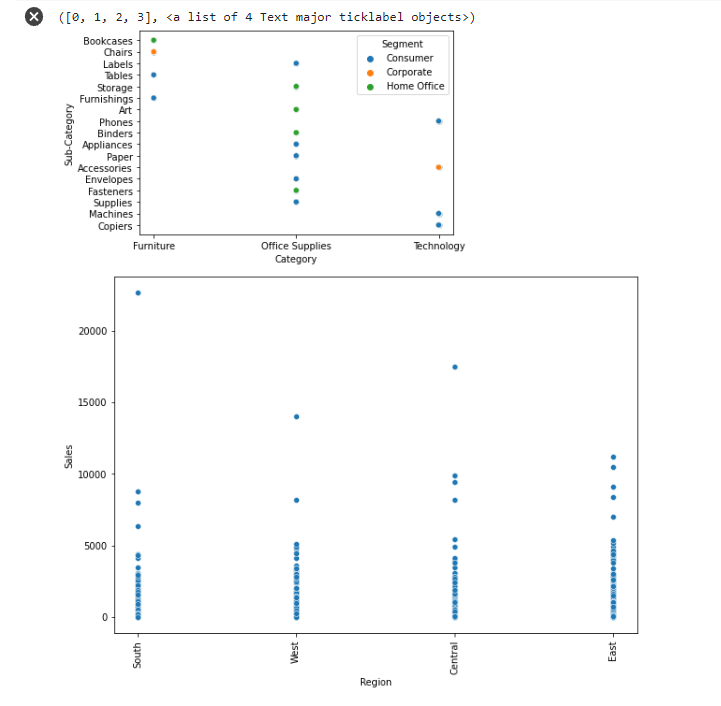 ([0, 1, 2, 3], <a list of 4 Text major ticklabel objects>)
Sub-Category
Bookcases
Chairs
Labels
Tables
Storage
Furnishings
Art
Phones
Binders
Appliances
Paper
Accessories
Envelopes
Fasteners
Supplies
Machines
Copiers
Segment
Consumer
Corporate
Home Office
Furniture
Office Supplies
Technology
Category
Sales
20000
15000
10000
5000
0
South
West
Central
East
Region